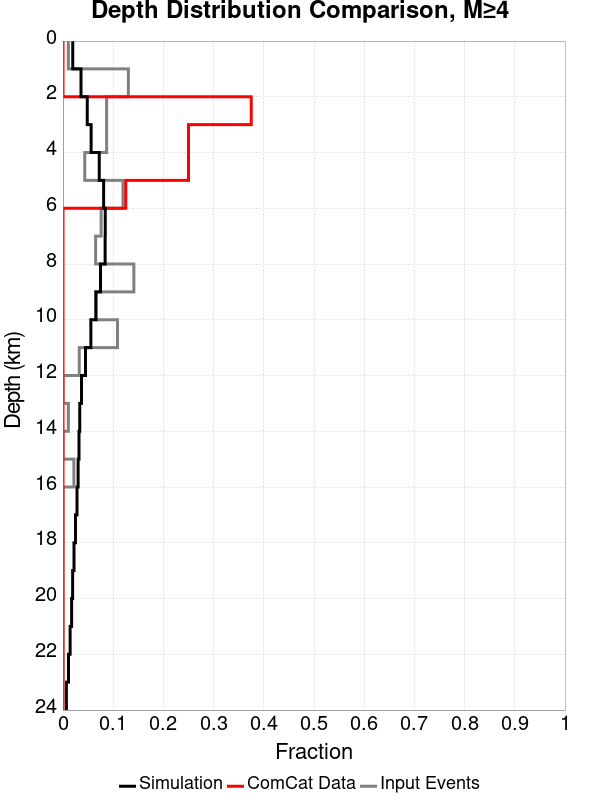 Depth Distribution Comparison, M≥4
0
2
4
6
8
10
12
14
16
18
20
22
24
Depth (km)
0 0.1 0.2 0.3 0.4 0.5 0.6 0.7 0.8 0.9 1
Fraction
Simulation ComCat Data Input Events